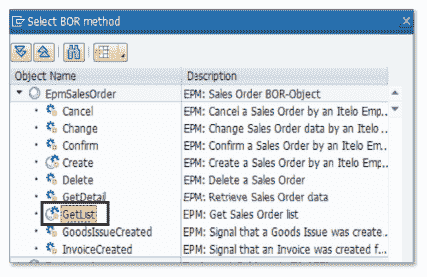 Select BOR method
Object Name Description
EpmSalesOrder EPM: Sales Order BOR-Object
Cancel EPM: Cancel a Sales Order by an Itelo Emp...
Change EPM: Change Sales Order data by an Itelo ...
Confirm EPM: Confirm a Sales Order by an Itelo Em...
Create EPM: Create a Sales Order by an Itelo Emp...
Delete EPM: Delete a Sales Order
GetDetail EPM: Retrieve Sales Order data
GetList EPM: Get Sales Order list
GoodsIssueCreated EPM: Signal that a Goods Issue was create...
InvoiceCreated EPM: Signal that an Invoice was created f...